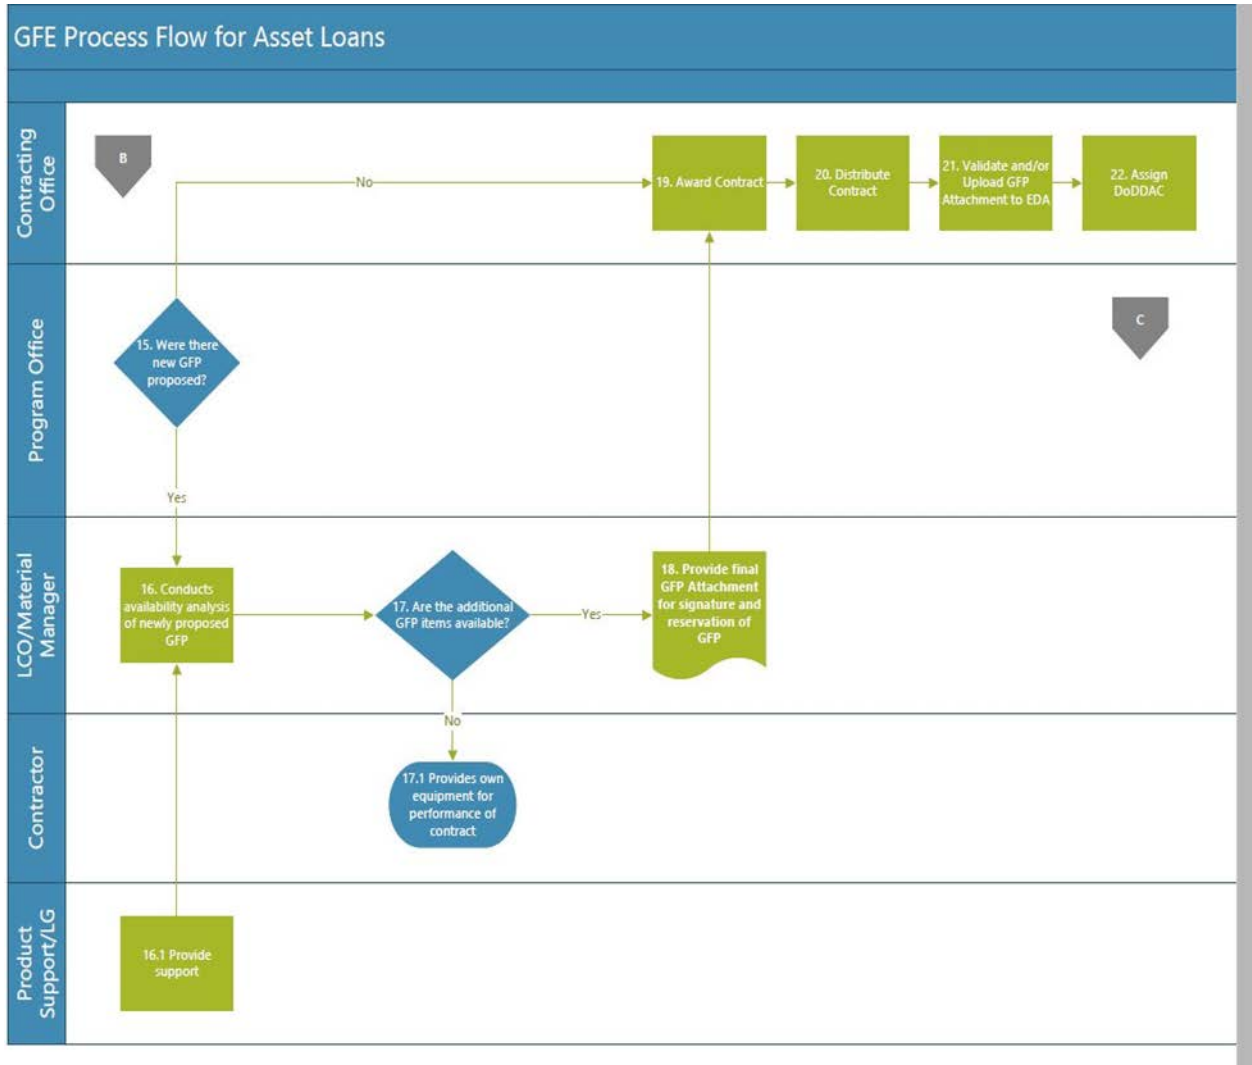 GFE Process Flow for Asset Loans
Contracting
Office
B
No
19. Award Contract
20. Distribute
Contract
21. Validate and/or
Upload GFP
Attachment to EDA
22. Assign
DoDDAC
Program Office
15. Were there
new GFP
proposed?
C
Yes
LCO/Material
Manager
16. Conducts
availability analysis
of newly proposed
GFP
17. Are the additional
GFP items available?
Yes
18. Provide final
GFP Attachment
for signature and
reservation of
GFP
No
Contractor
17.1 Provides own
equipment for
performance of
contract
Product
Support/LG
16.1 Provide
support